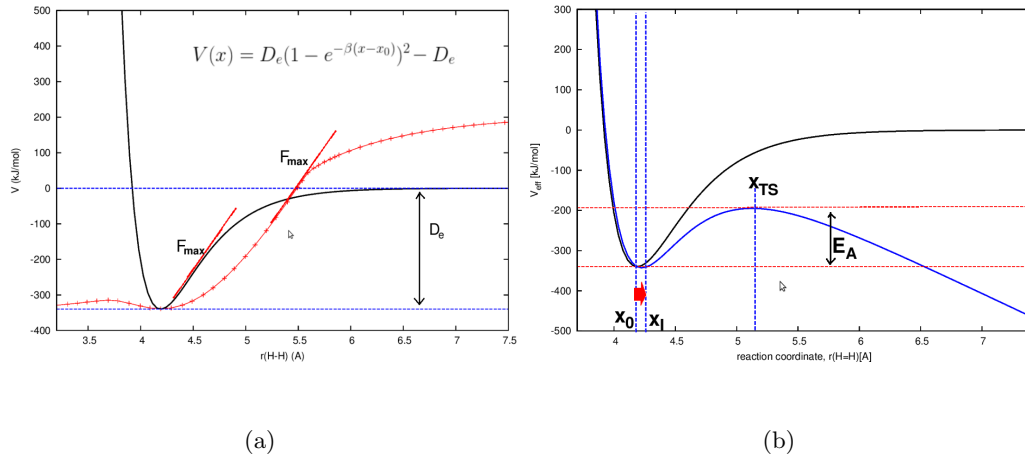 500
400
300
200
100
0
-100
-200
-300
-400
V (kJ/mol)
V(x) = D_e(1 − e^{−β(x−x_0)})^2 − D_e
F_max
F_max
D_e
3.5
4
4.5
5
5.5
6
6.5
7
7.5
r(H-H) (A)
(a)
300
200
100
0
-100
-200
-300
-400
-500
V_eff [kJ/mol]
x_TS
E_A
x_0
x_I
4
4.5
5
5.5
6
6.5
7
reaction coordinate, r(H=H)[A]
(b)